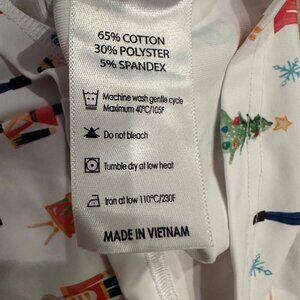 65% COTTON
30% POLYSTER
5% SPANDEX
Machine wash gentle cycle
Maximum 40°C/105F
Do not bleach
Tumble dry at low heat
Iron at low 110°C/230F
MADE IN VIETNAM